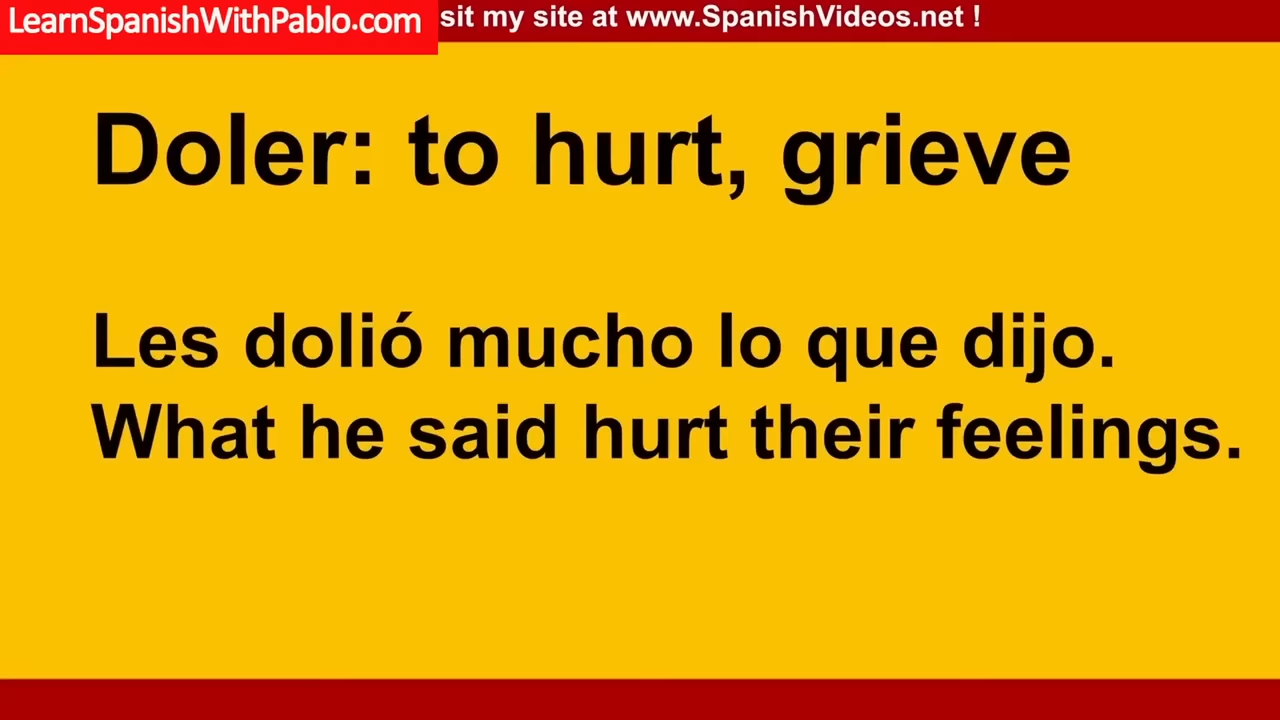 LearnSpanishWithPablo.com
sit my site at www.SpanishVideos.net !
Doler: to hurt, grieve
Les dolió mucho lo que dijo.
What he said hurt their feelings.